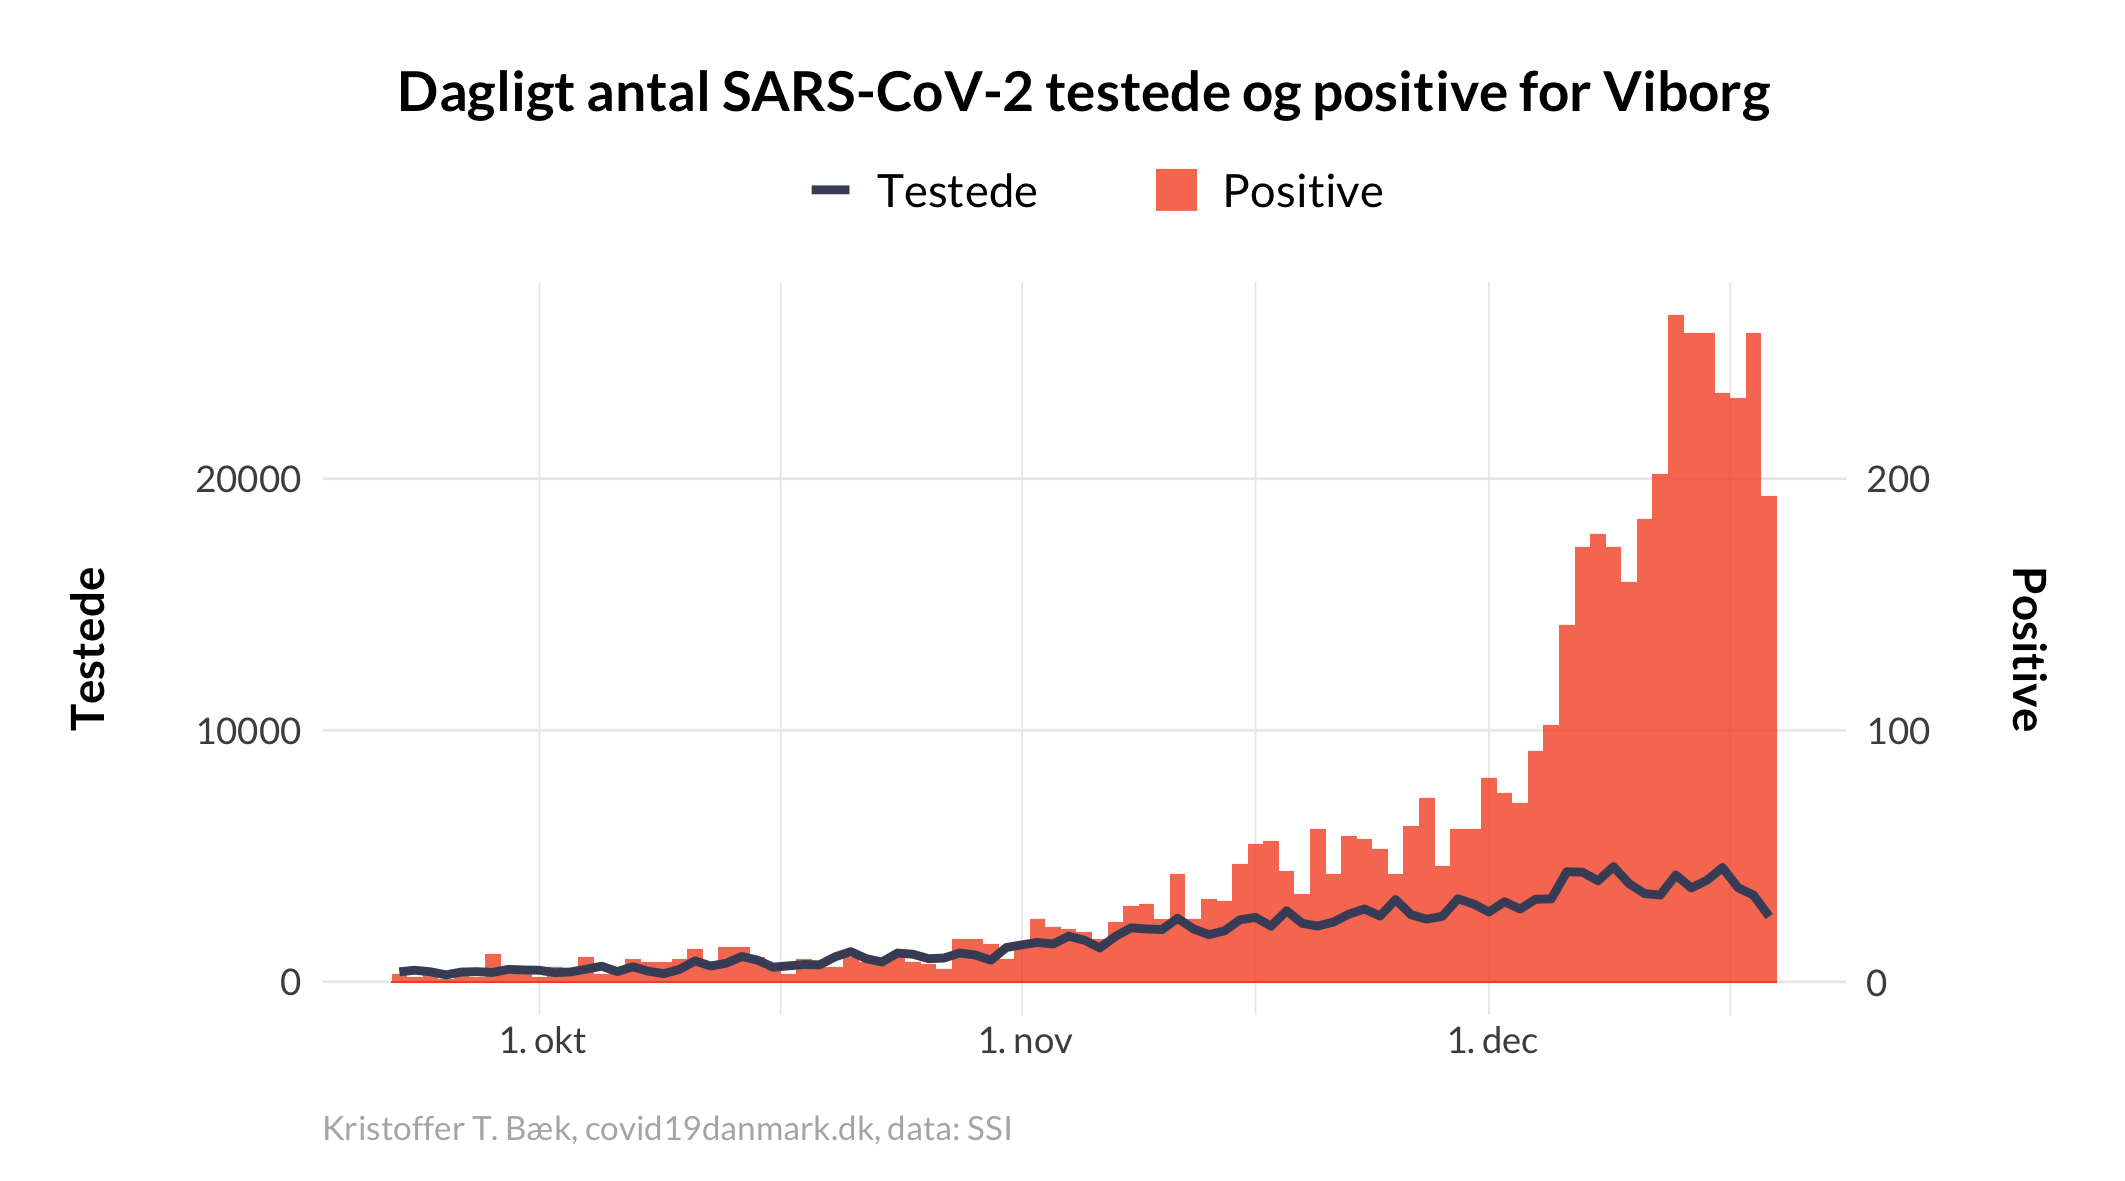 Dagligt antal SARS-CoV-2 testede og positive for Viborg
Testede
Positive
20000
10000
0
200
100
0
Testede
Positive
1. okt
1. nov
1. dec
Kristoffer T. Bæk, covid19danmark.dk, data: SSI